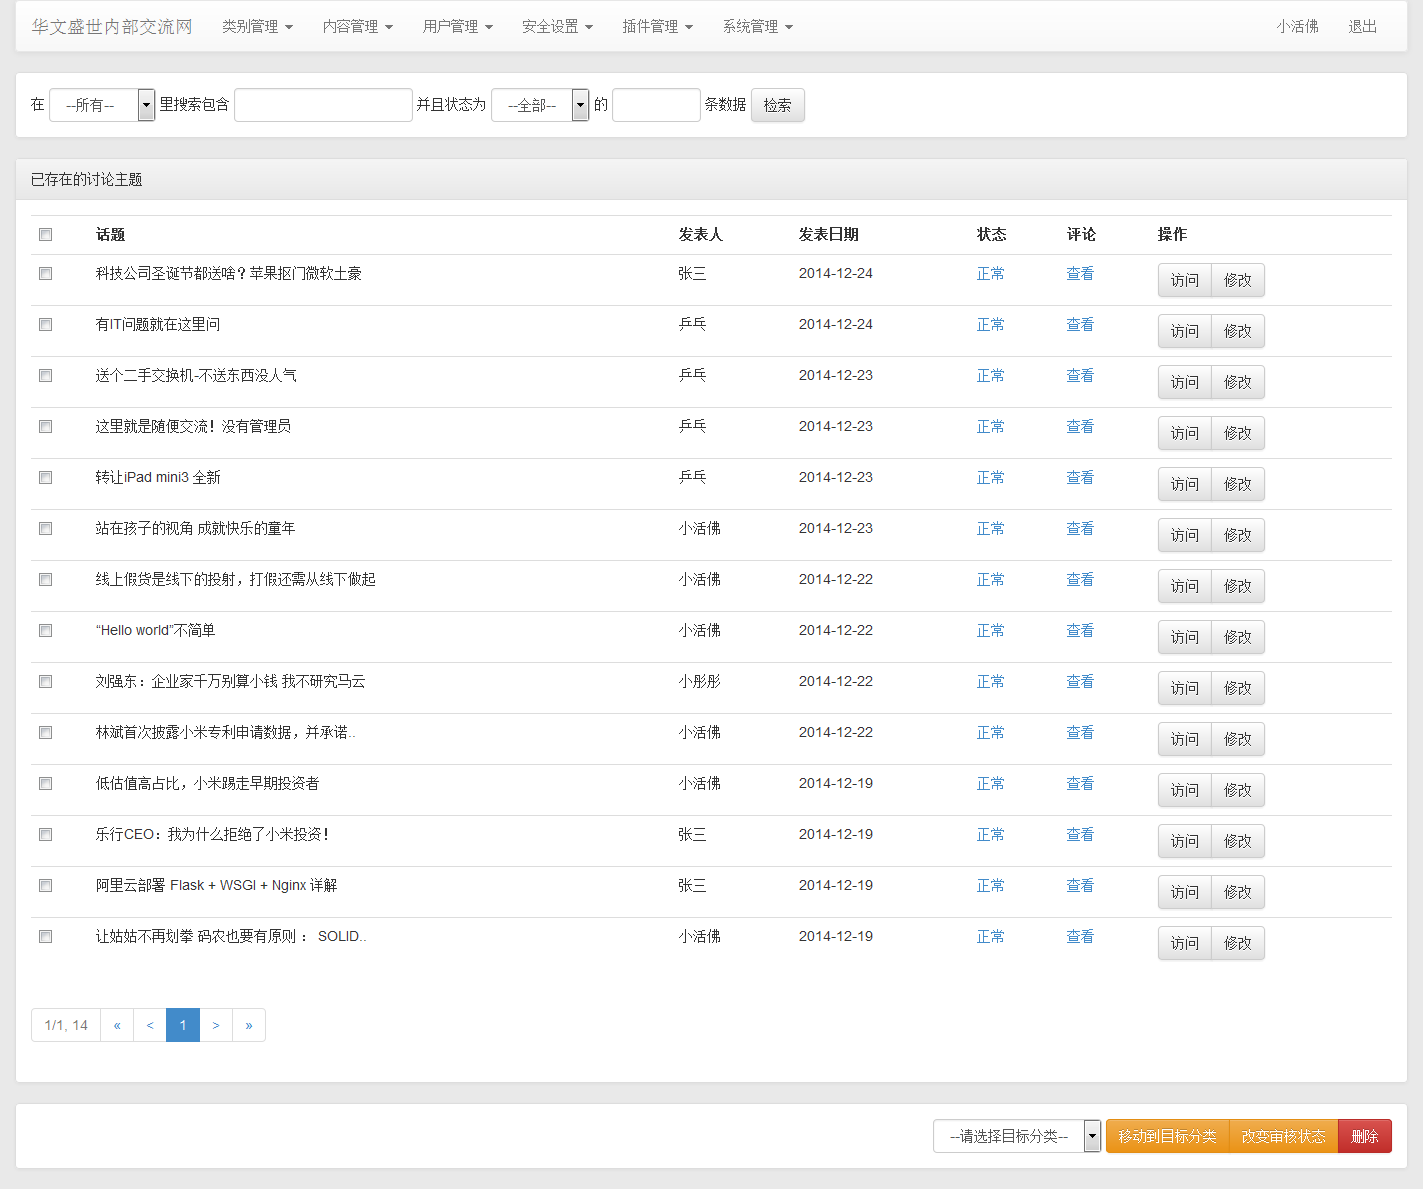 华文盛世内部交流网 类别管理 内容管理 用户管理 安全设置 插件管理 系统管理 小活佛 退出
在 --所有-- 里搜索包含 并且状态为 --全部-- 的 条数据 检索
已存在的讨论主题
话题 发表人 发表日期 状态 评论 操作
科技公司圣诞节都送啥？苹果抠门微软土豪 张三 2014-12-24 正常 查看 访问 修改
有IT问题就在这里问 乒乓 2014-12-24 正常 查看 访问 修改
送个二手交换机-不送东西没人气 乒乓 2014-12-23 正常 查看 访问 修改
这里就是随便交流！没有管理员 乒乓 2014-12-23 正常 查看 访问 修改
转让iPad mini3 全新 乒乓 2014-12-23 正常 查看 访问 修改
站在孩子的视角 成就快乐的童年 小活佛 2014-12-23 正常 查看 访问 修改
线上假货是线下的投射，打假还需从线下做起 小活佛 2014-12-22 正常 查看 访问 修改
“Hello world”不简单 小活佛 2014-12-22 正常 查看 访问 修改
刘强东：企业家千万别算小钱 我不研究马云 小彤彤 2014-12-22 正常 查看 访问 修改
林斌首次披露小米专利申请数据，并承诺.. 小活佛 2014-12-22 正常 查看 访问 修改
低估值高占比，小米踢走早期投资者 小活佛 2014-12-19 正常 查看 访问 修改
乐行CEO：我为什么拒绝了小米投资！ 张三 2014-12-19 正常 查看 访问 修改
阿里云部署 Flask + WSGI + Nginx 详解 张三 2014-12-19 正常 查看 访问 修改
让姑姑不再划拳 码农也要有原则 ： SOLID.. 小活佛 2014-12-19 正常 查看 访问 修改
1/1, 14 « < 1 > »
--请选择目标分类-- 移动到目标分类 改变审核状态 删除